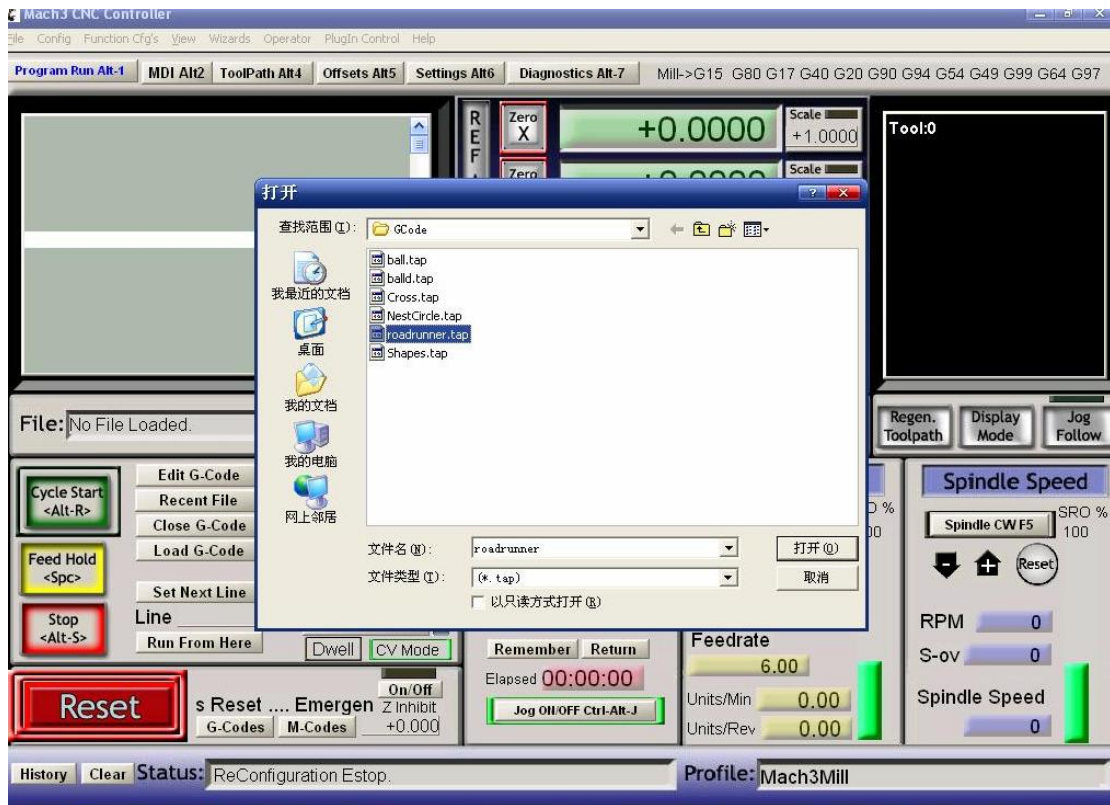 Mach3 CNC Controller
File Config Function Cfg's View Wizards Operator PlugIn Control Help
Program Run Alt-1 MDI Alt2 ToolPath Alt4 Offsets Alt5 Settings Alt6 Diagnostics Alt-7 Mill->G15 G80 G17 G40 G20 G90 G94 G54 G49 G99 G64 G97
REF
Zero X +0.0000 Scale +1.0000
Zero Scale
Tool:0
打开
查找范围(I): GCode
我最近的文档
桌面
我的文档
我的电脑
网上邻居
ball.tap
balld.tap
Cross.tap
NestCircle.tap
roadrunner.tap
Shapes.tap
文件名(N): roadrunner 打开(O)
文件类型(T): (*.tap) 取消
以只读方式打开(R)
File: No File Loaded.
Regen. Toolpath Display Mode Jog Follow
Cycle Start <Alt-R>
Feed Hold <Spc>
Stop <Alt-S>
Edit G-Code
Recent File
Close G-Code
Load G-Code
Set Next Line
Line
Run From Here
Dwell CV Mode
Reset
s Reset .... Emergen
G-Codes M-Codes
On/Off
Z Inhibit
+0.000
Remember Return
Elapsed 00:00:00
Jog ON/OFF Ctrl-Alt-J
Feedrate
6.00
Units/Min 0.00
Units/Rev 0.00
Spindle Speed
Spindle CW F5
SRO %
100
Reset
RPM 0
S-ov 0
Spindle Speed
0
History Clear Status: ReConfiguration Estop. Profile: Mach3Mill